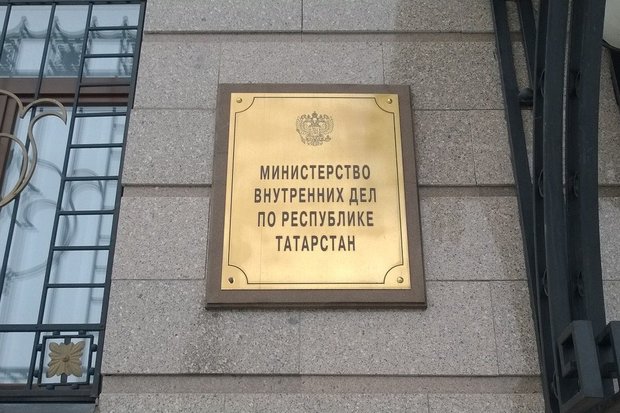 МИНИСТЕРСТВО
ВНУТРЕННИХ ДЕЛ
ПО РЕСПУБЛИКЕ
ТАТАРСТАН